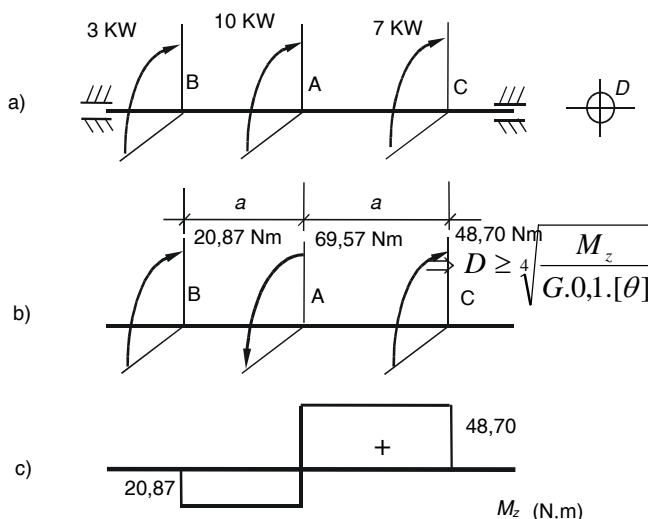 3 KW 10 KW 7 KW
B A C
a) D
a a
20,87 Nm 69,57 Nm 48,70 Nm
⇒ D ≥ ⁴√(M_z / G.0,1.[θ])
B A C
b)
48,70
+
c)
20,87
M_z (N.m)